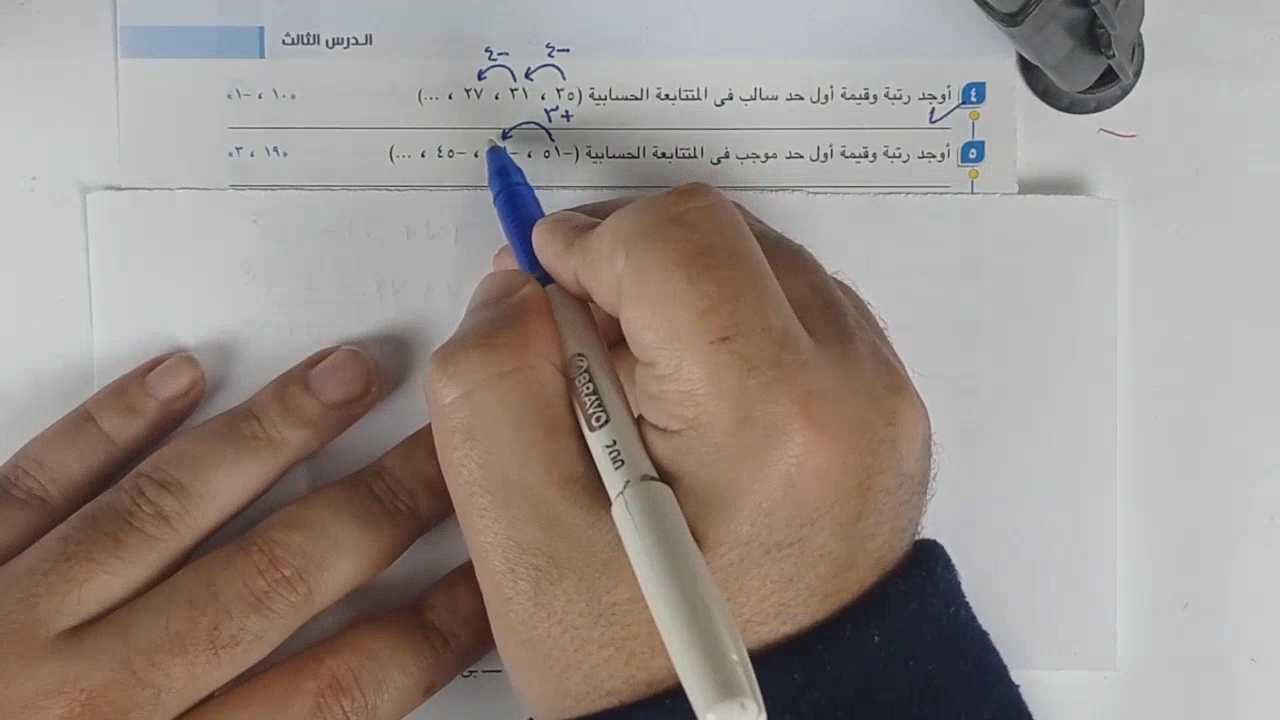 الدرس الثالث
-٤ -٤
٤ أوجد رتبة وقيمة أول حد سالب فى المتتابعة الحسابية (٣٥ ، ٣١ ، ٢٧ ، ...) «١٠ ، -١»
+٣
٥ أوجد رتبة وقيمة أول حد موجب فى المتتابعة الحسابية (-٥١ ، ، -٤٥ ، ...) «١٩ ، ٣»
BRAVO